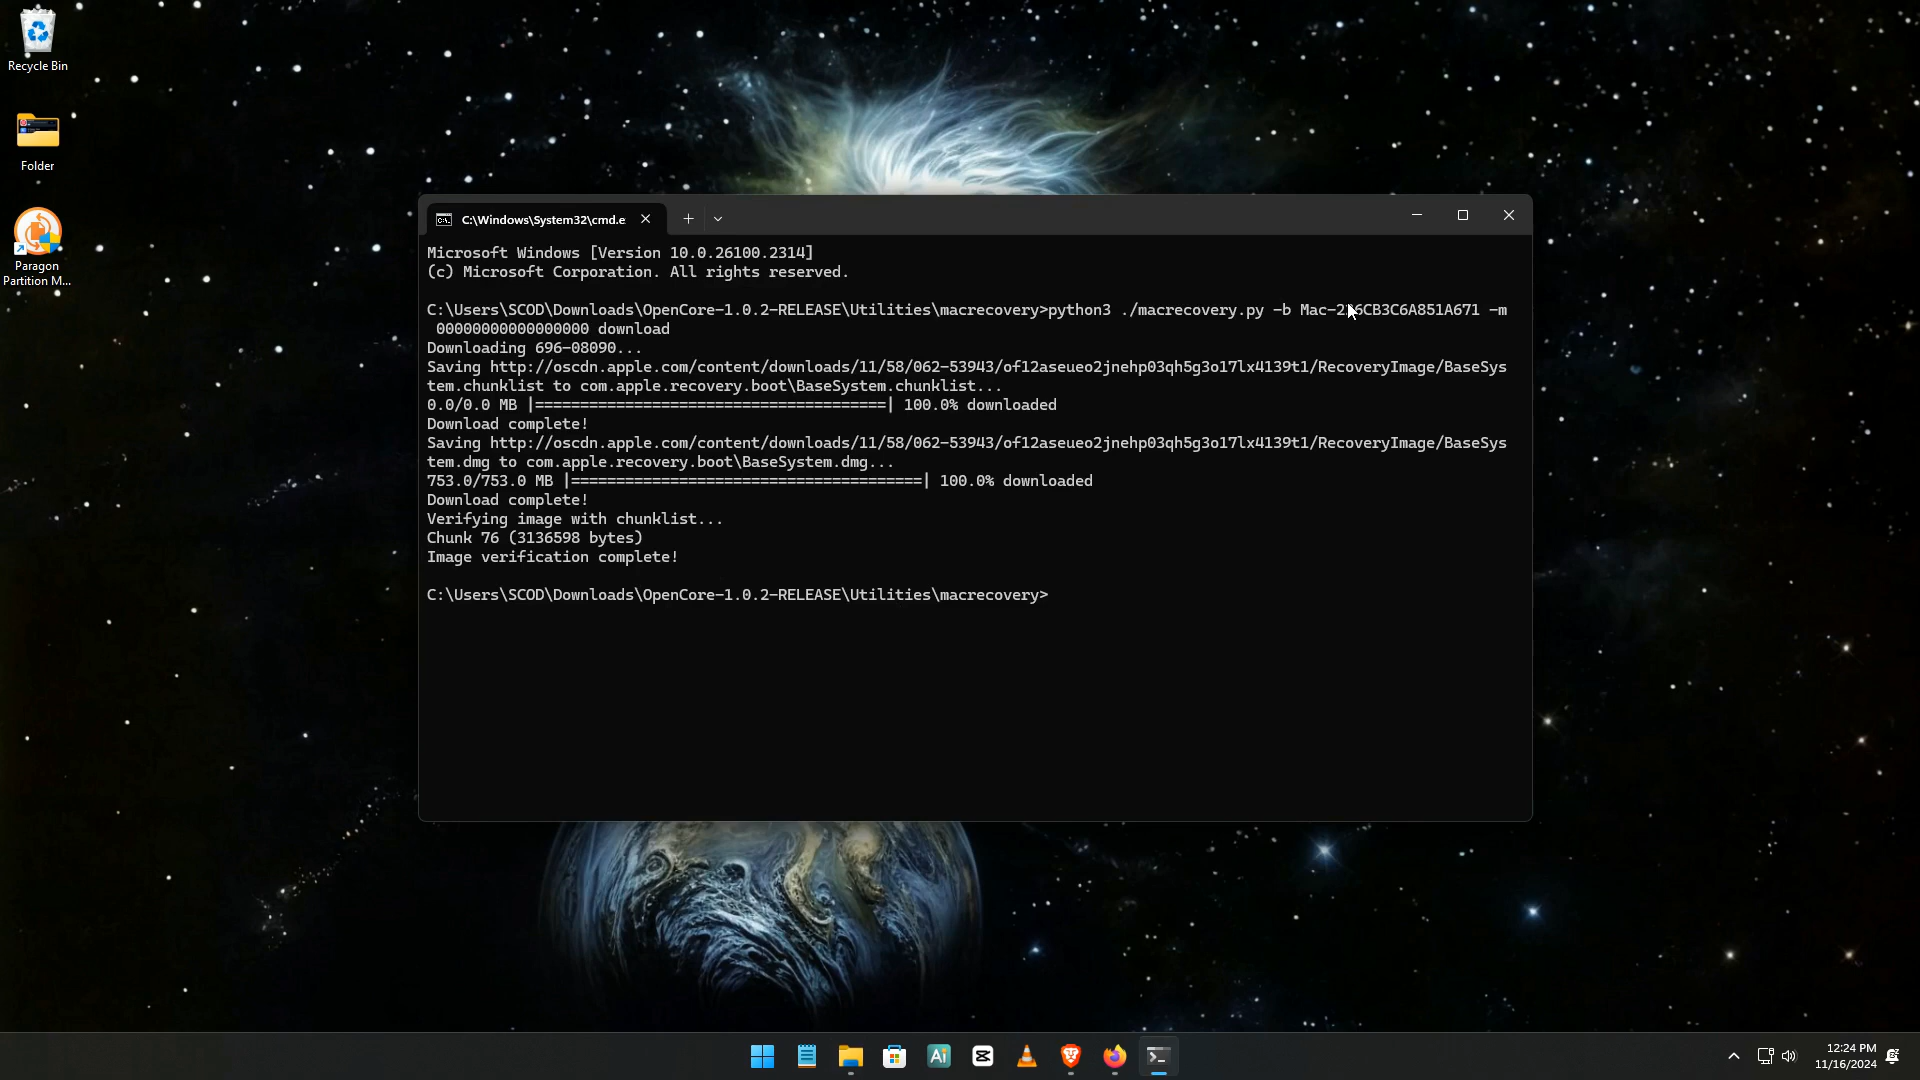 Recycle Bin
Folder
Paragon
Partition M...
C:\Windows\System32\cmd.e
Microsoft Windows [Version 10.0.26100.2314]
(c) Microsoft Corporation. All rights reserved.
C:\Users\SCOD\Downloads\OpenCore-1.0.2-RELEASE\Utilities\macrecovery>python3 ./macrecovery.py -b -m
00000000000000000 download
Downloading 696-08090...
Saving http://oscdn.apple.com/content/downloads/11/58/062-53943/of12aseueo2jnehp03qh5g3o17lx4139t1/RecoveryImage/BaseSys
tem.chunklist to com.apple.recovery.boot\BaseSystem.chunklist...
0.0/0.0 MB |=======================================| 100.0% downloaded
Download complete!
Saving http://oscdn.apple.com/content/downloads/11/58/062-53943/of12aseueo2jnehp03qh5g3o17lx4139t1/RecoveryImage/BaseSys
tem.dmg to com.apple.recovery.boot\BaseSystem.dmg...
753.0/753.0 MB |=======================================| 100.0% downloaded
Download complete!
Verifying image with chunklist...
Chunk 76 (3136598 bytes)
Image verification complete!
C:\Users\SCOD\Downloads\OpenCore-1.0.2-RELEASE\Utilities\macrecovery>
Ai
12:24 PM
11/16/2024